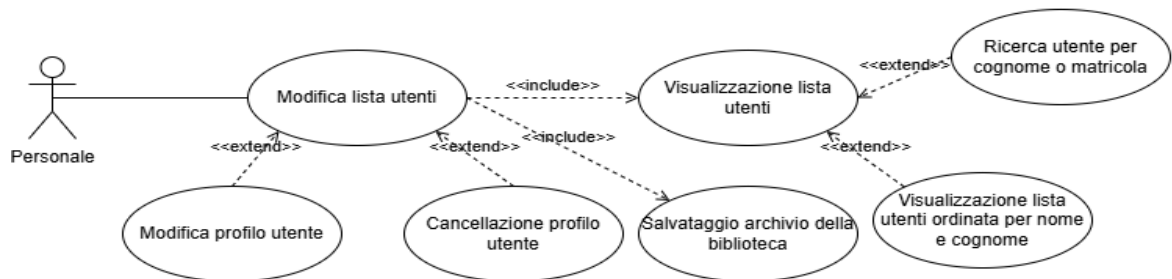 Ricerca utente per
cognome o matricola
<<extend>>
<<include>>
Modifica lista utenti
Visualizzazione lista
utenti
<<include>>
Personale
<<extend>>
<<extend>>
<<extend>>
Modifica profilo utente
Cancellazione profilo
utente
Salvataggio archivio della
biblioteca
Visualizzazione lista
utenti ordinata per nome
e cognome